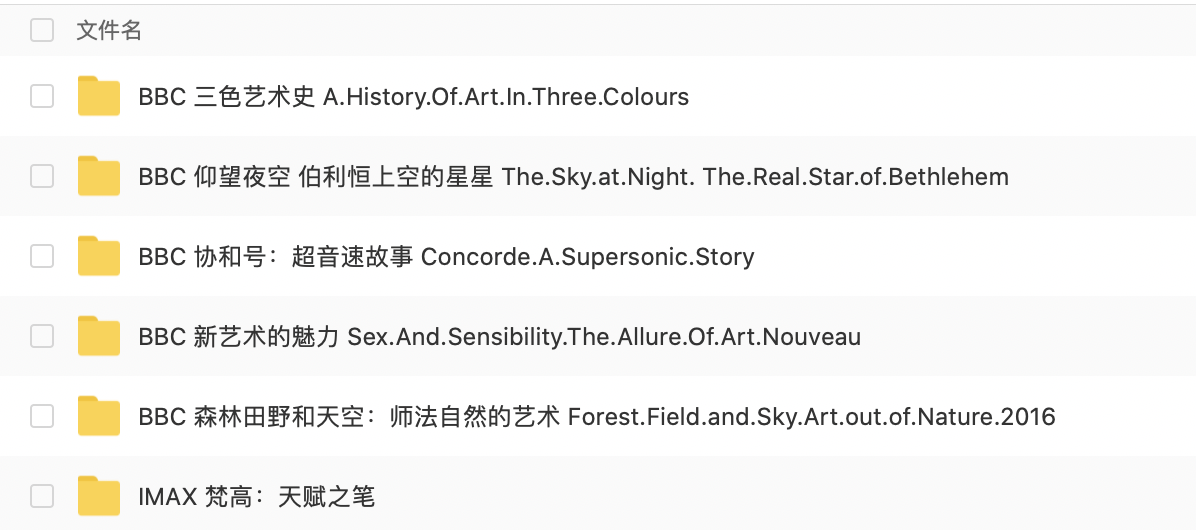 文件名
BBC 三色艺术史 A.History.Of.Art.In.Three.Colours
BBC 仰望夜空 伯利恒上空的星星 The.Sky.at.Night. The.Real.Star.of.Bethlehem
BBC 协和号：超音速故事 Concorde.A.Supersonic.Story
BBC 新艺术的魅力 Sex.And.Sensibility.The.Allure.Of.Art.Nouveau
BBC 森林田野和天空：师法自然的艺术 Forest.Field.and.Sky.Art.out.of.Nature.2016
IMAX 梵高：天赋之笔